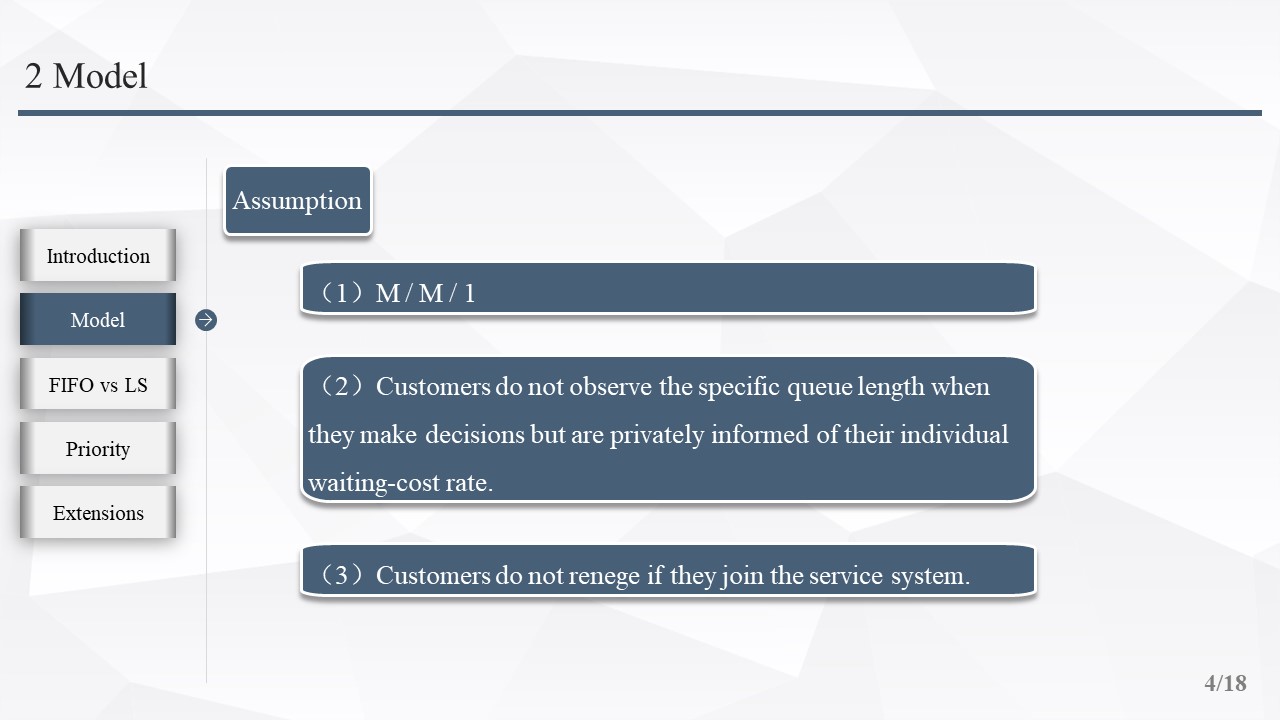 2 Model
Assumption
Introduction
Model
FIFO vs LS
Priority
Extensions
（1）M / M / 1
（2）Customers do not observe the specific queue length when
they make decisions but are privately informed of their individual
waiting-cost rate.
（3）Customers do not renege if they join the service system.
4/18